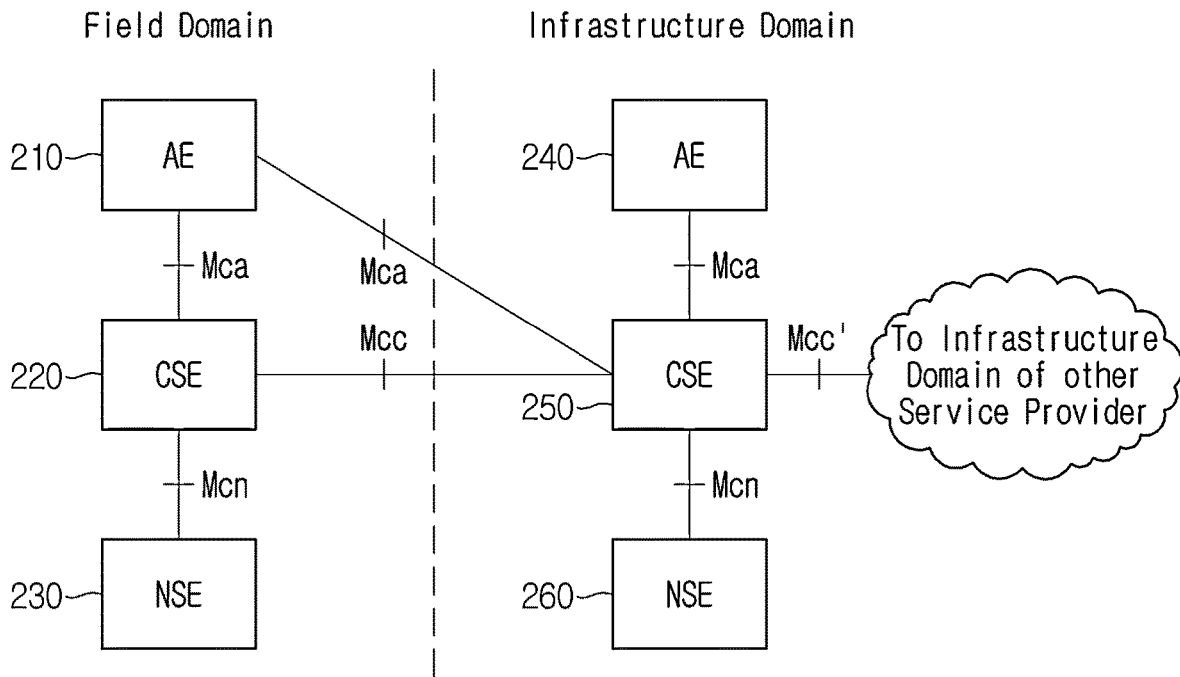 Field Domain
Infrastructure Domain
210
AE
240
AE
Mca
Mca
Mca
Mcc
Mcc'
220
CSE
250
CSE
To Infrastructure
Domain of other
Service Provider
Mcn
Mcn
230
NSE
260
NSE